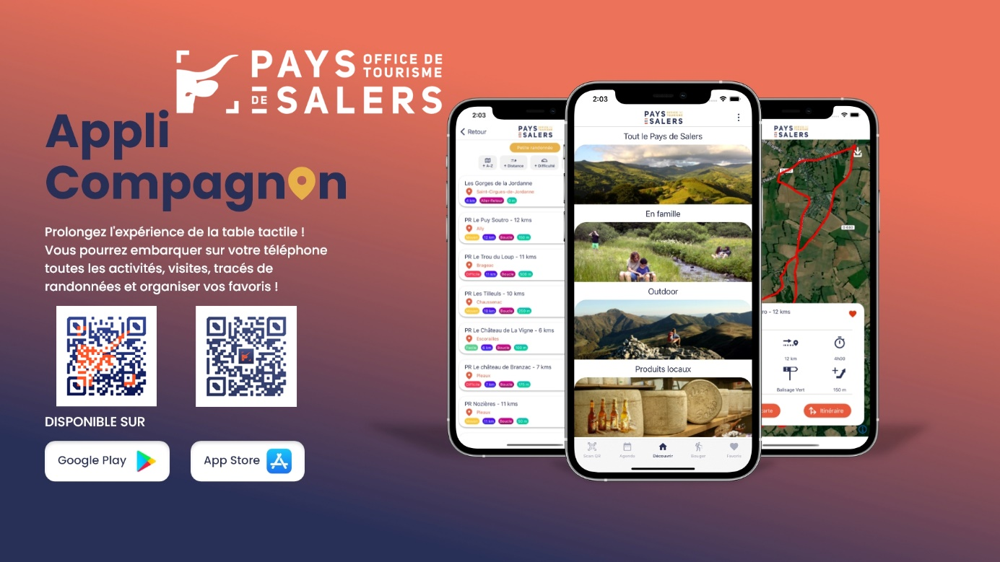 PAYS OFFICE DE
TOURISME
DE SALERS
Appli
Compagnon
Prolongez l'expérience de la table tactile !
Vous pourrez embarquer sur votre téléphone
toutes les activités, visites, tracés de
randonnées et organiser vos favoris !
DISPONIBLE SUR
Google Play
App Store
2:03
Retour
PAYS
SALERS
Petite randonnée
A-Z
Distance
Difficulté
Les Gorges de la Jordanne
Saint-Cirgues-de-Jordanne
4 km Aller-Retour 0 m
PR Le Puy Soutro - 12 kms
Ally
Moyen 12 km Boucle 150 m
PR Le Trou du Loup - 11 kms
Brageac
Difficile 11 km Boucle
PR Les Tilleuls - 10 kms
Chaussenac
Moyen 10 km Boucle
PR Le Château de La Vigne - 6 kms
Escorailles
Facile 6 km Boucle
PR Le château de Branzac - 7 kms
Pleaux
Difficile 7 km Boucle 175 m
PR Nozières - 11 kms
Pleaux
Moyen 11 km Boucle
2:03
PAYS OFFICE DE
TOURISME
DE SALERS
Tout le Pays de Salers
En famille
Outdoor
Produits locaux
Scan QR
Agenda
Découvrir
Bouger
Favoris
PAYS
SALERS
D 680
ro - 12 kms
12 km
4h00
Balisage Vert
150 m
carte
Itinéraire